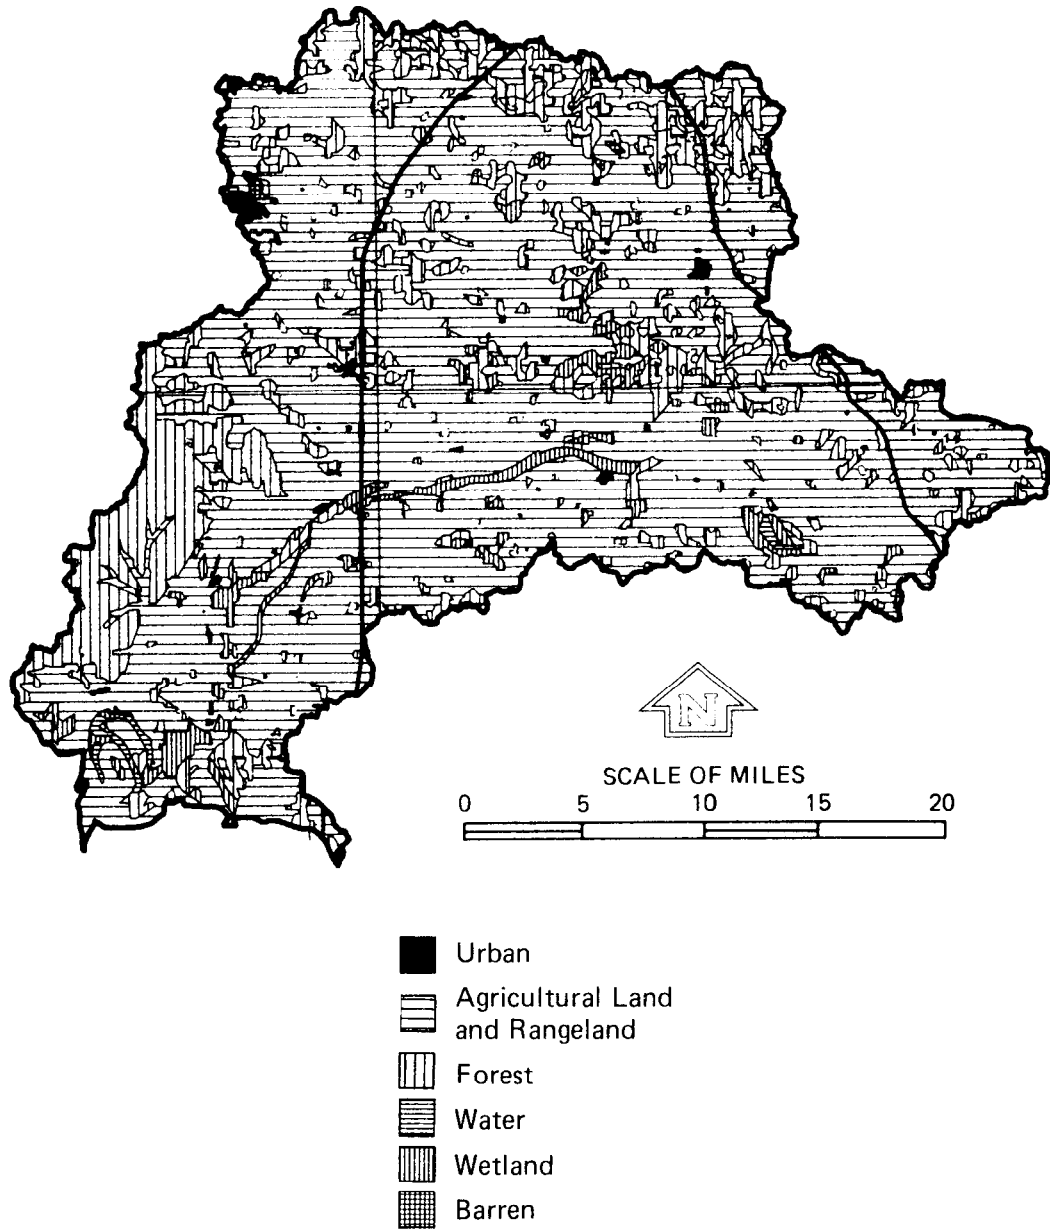 N
SCALE OF MILES
0 5 10 15 20
Urban
Agricultural Land
and Rangeland
Forest
Water
Wetland
Barren